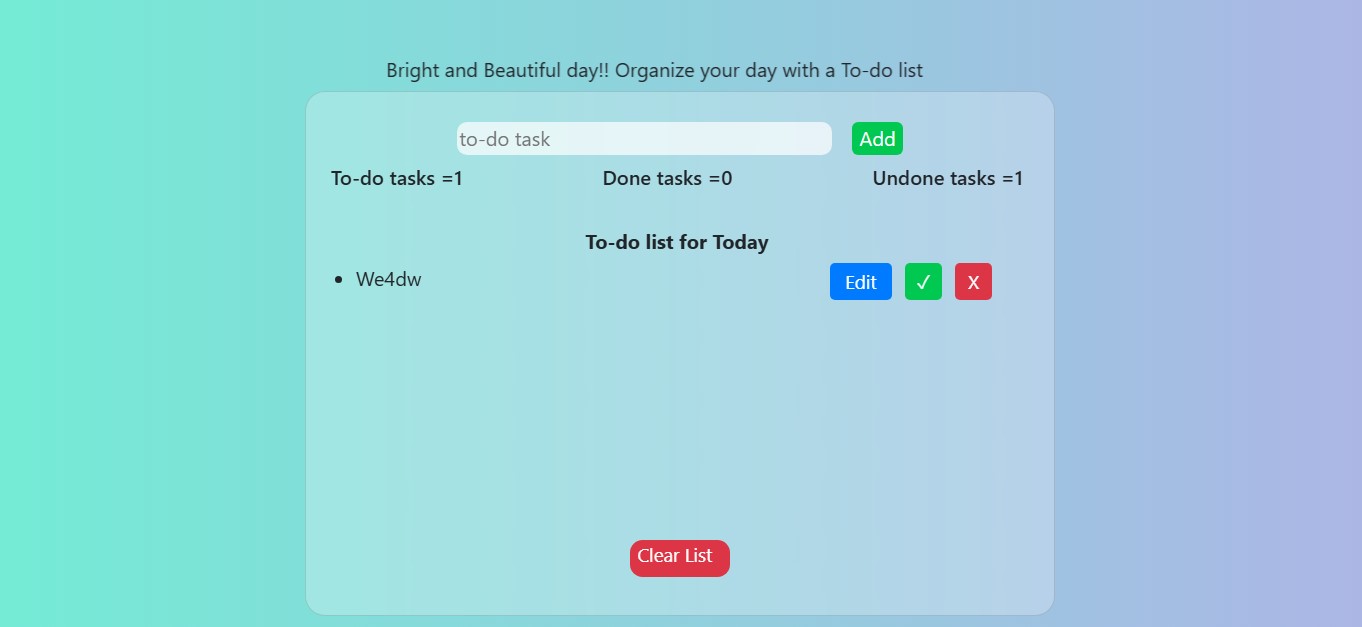 Bright and Beautiful day!! Organize your day with a To-do list
to-do task Add
To-do tasks =1 Done tasks =0 Undone tasks =1
To-do list for Today
We4dw Edit ✓ X
Clear List